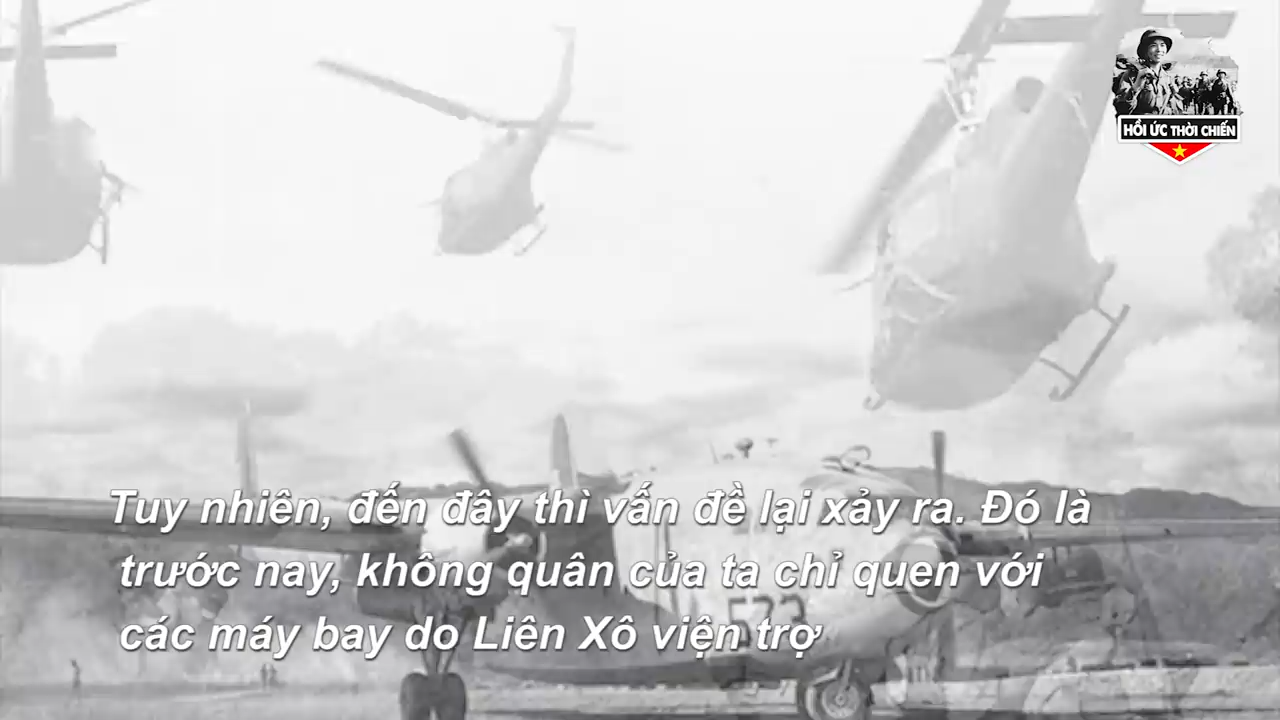 HỒI ỨC THỜI CHIẾN
Tuy nhiên, đến đây thì vấn đề lại xảy ra. Đó là
trước nay, không quân của ta chỉ quen với
các máy bay do Liên Xô viện trợ